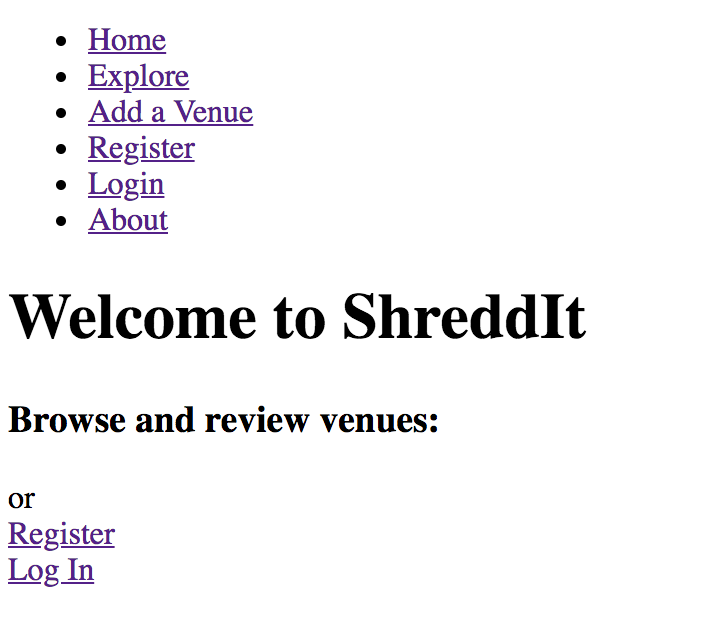 Home
Explore
Add a Venue
Register
Login
About
Welcome to ShreddIt
Browse and review venues:
or
Register
Log In